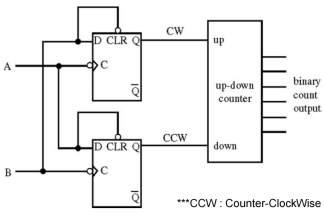 CW
D CLR Q
up
A
C
Q
up-down
counter
binary
count
output
CCW
D CLR Q
down
B
C
Q
***CCW : Counter-ClockWise